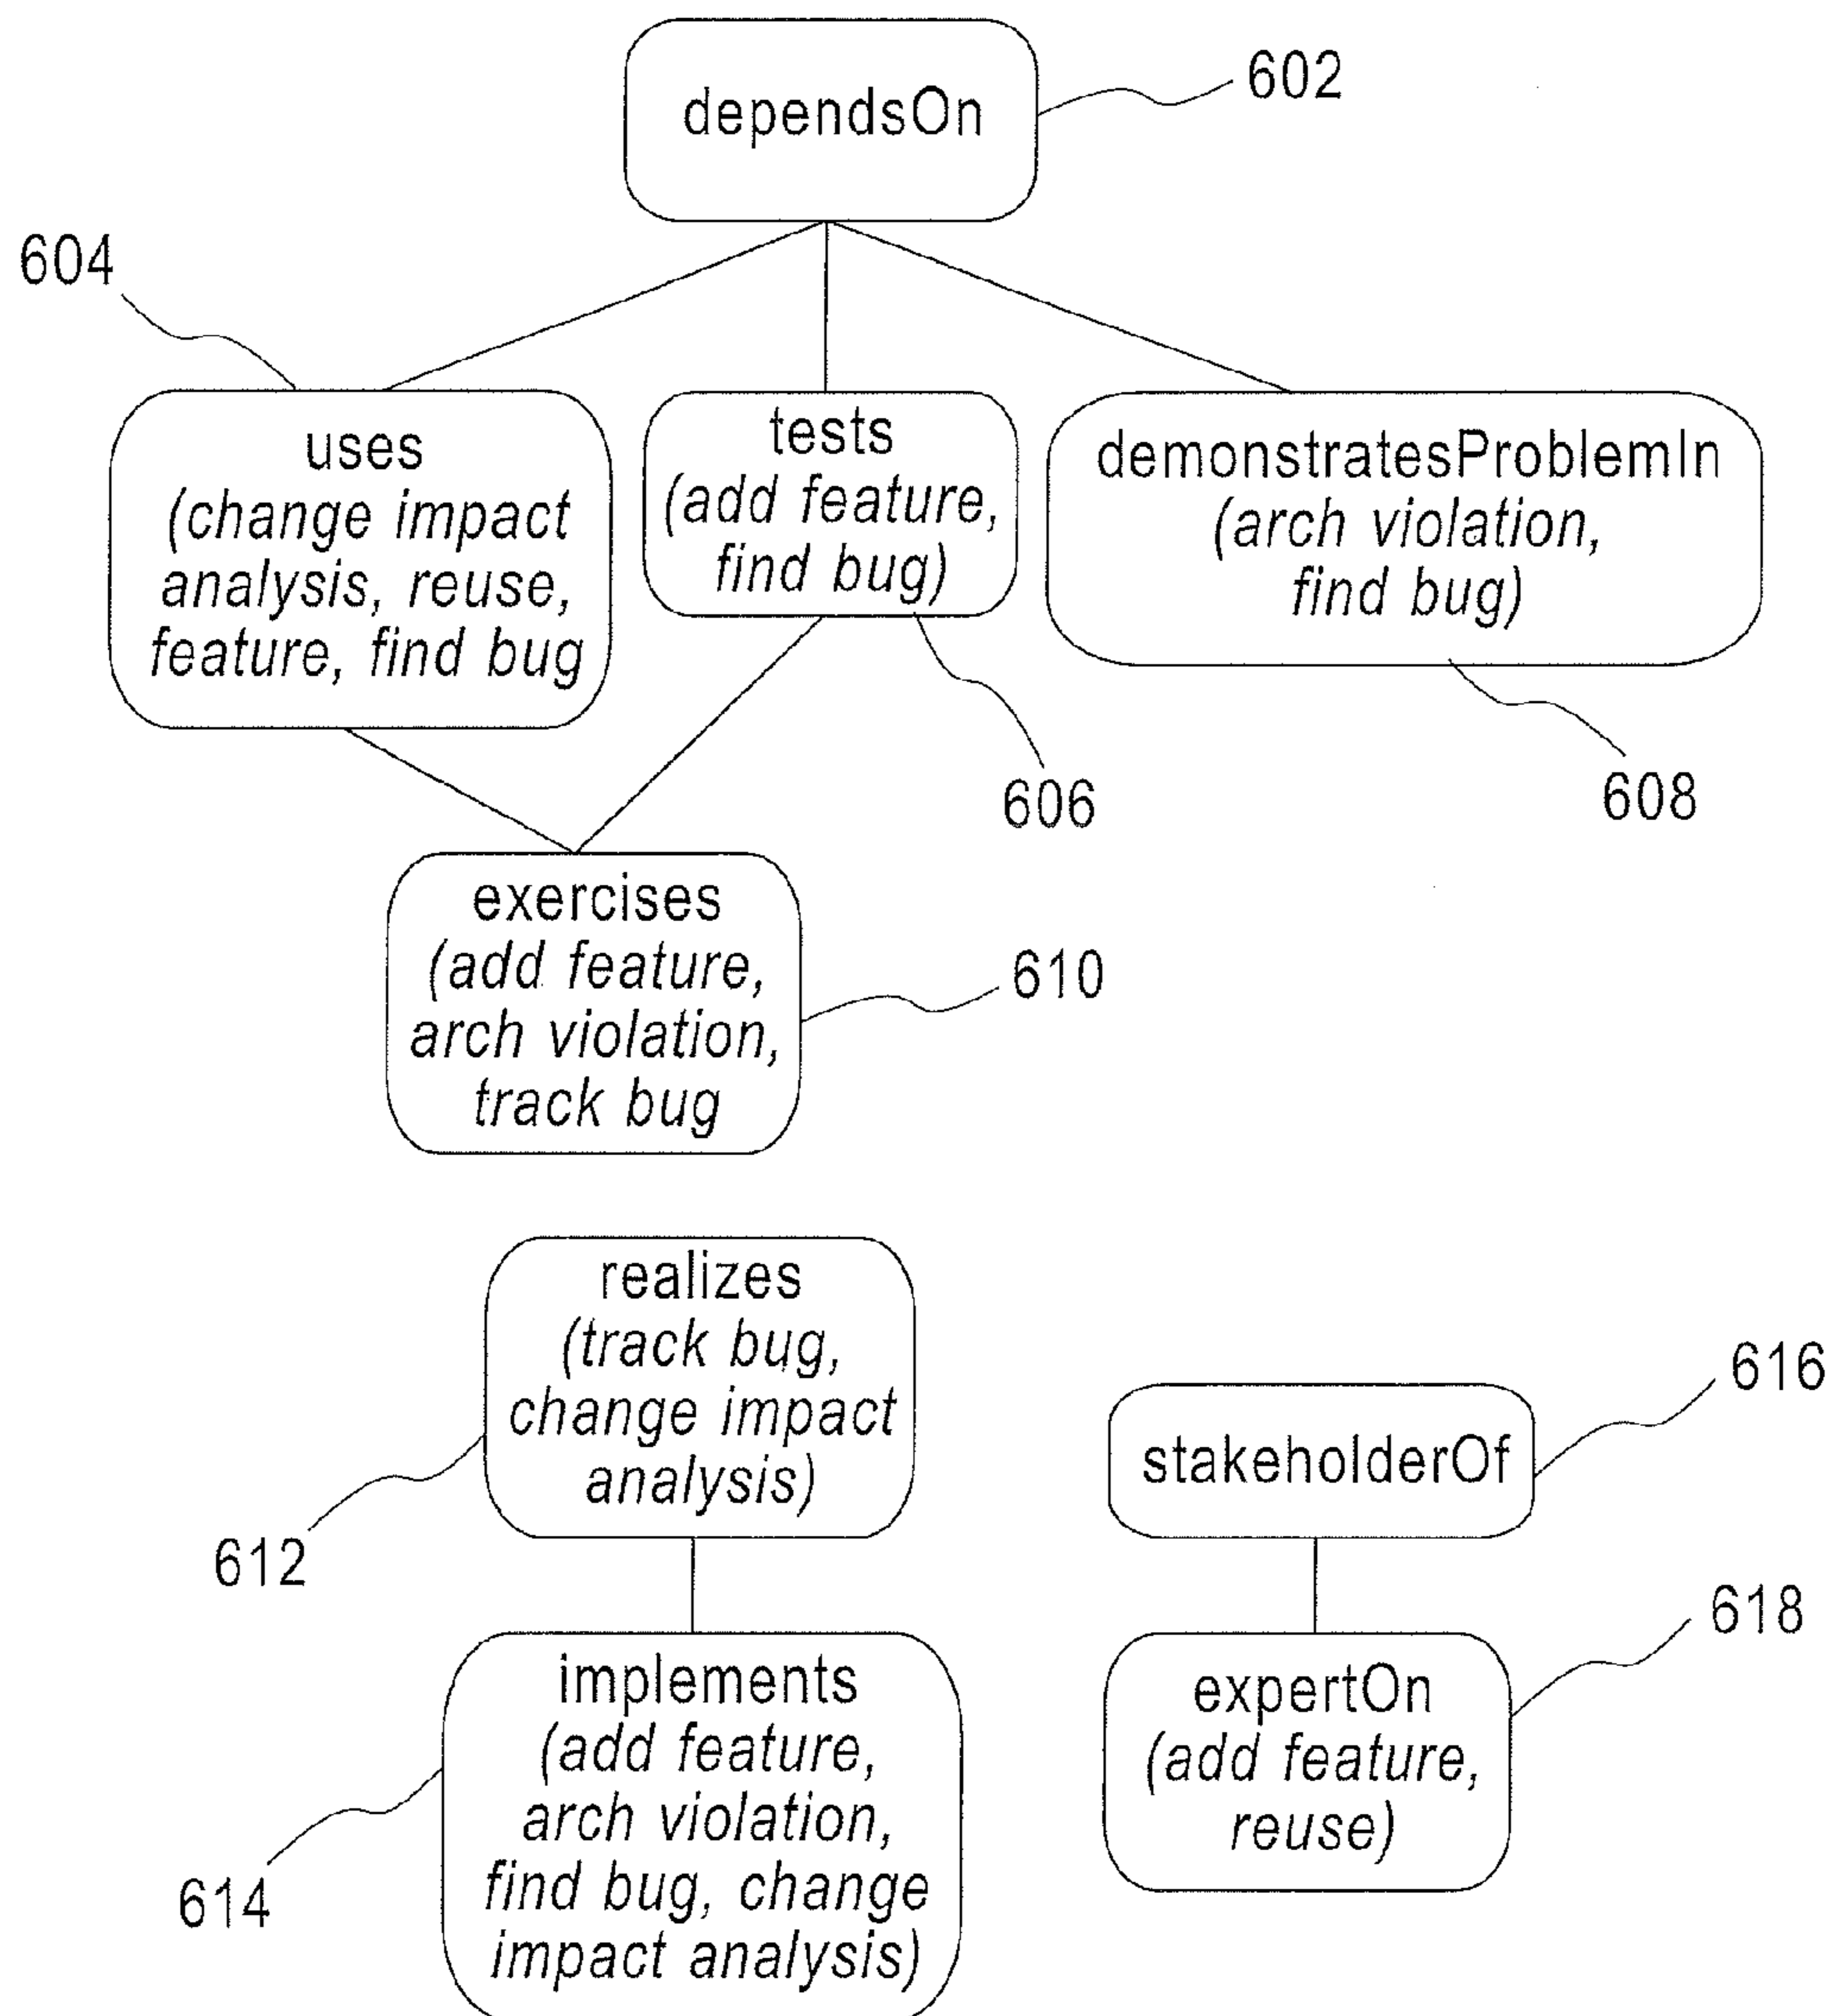 dependsOn
602
604
uses
(change impact
analysis, reuse,
feature, find bug
tests
(add feature,
find bug)
demonstratesProblemIn
(arch violation,
find bug)
606
608
exercises
(add feature,
arch violation,
track bug
610
realizes
(track bug,
change impact
analysis)
612
616
stakeholderOf
618
implements
(add feature,
arch violation,
find bug, change
impact analysis)
614
expertOn
(add feature,
reuse)